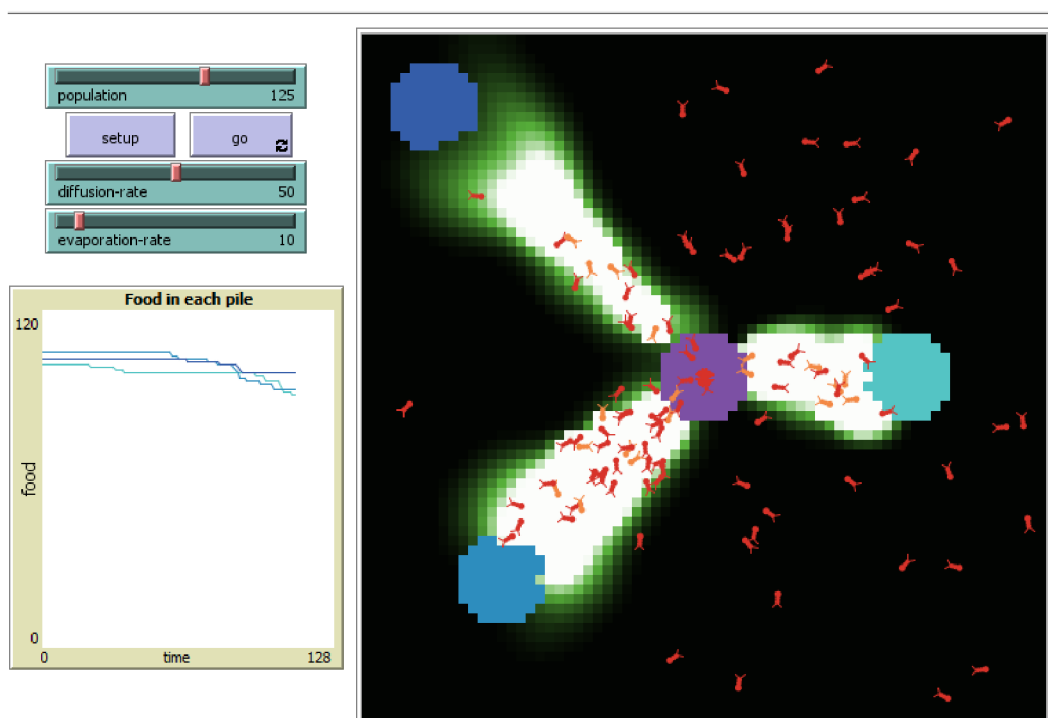 population 125
setup go
diffusion-rate 50
evaporation-rate 10
Food in each pile
120
food
0
0 time 128